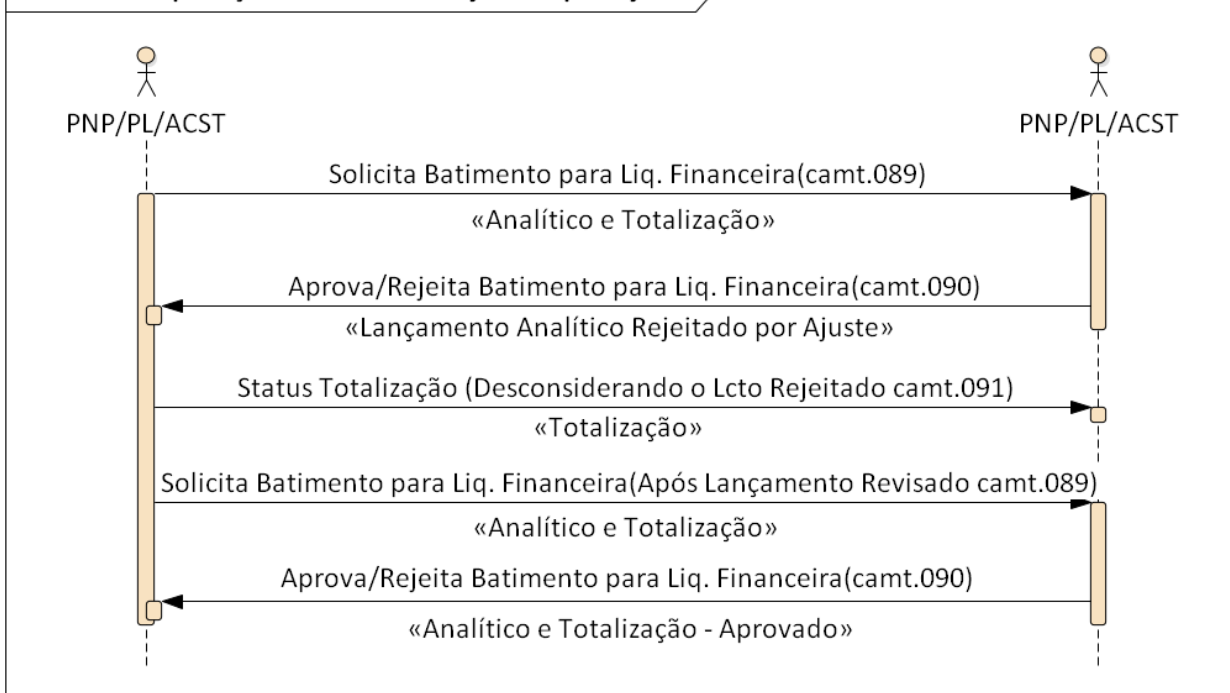 PNP/PL/ACST
PNP/PL/ACST
Solicita Batimento para Liq. Financeira(camt.089)
«Analítico e Totalização»
Aprova/Rejeita Batimento para Liq. Financeira(camt.090)
«Lançamento Analítico Rejeitado por Ajuste»
Status Totalização (Desconsiderando o Lcto Rejeitado camt.091)
«Totalização»
Solicita Batimento para Liq. Financeira(Após Lançamento Revisado camt.089)
«Analítico e Totalização»
Aprova/Rejeita Batimento para Liq. Financeira(camt.090)
«Analítico e Totalização - Aprovado»